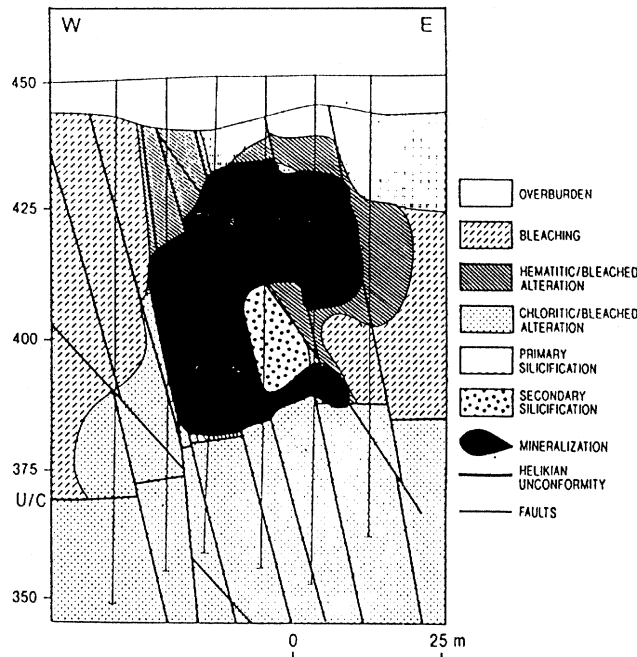 W E
450
425
400
375
U/C
350
0 25 m
OVERBURDEN
BLEACHING
HEMATITIC/BLEACHED
ALTERATION
CHLORITIC/BLEACHED
ALTERATION
PRIMARY
SILICIFICATION
SECONDARY
SILICIFICATION
MINERALIZATION
HELIKIAN
UNCONFORMITY
FAULTS